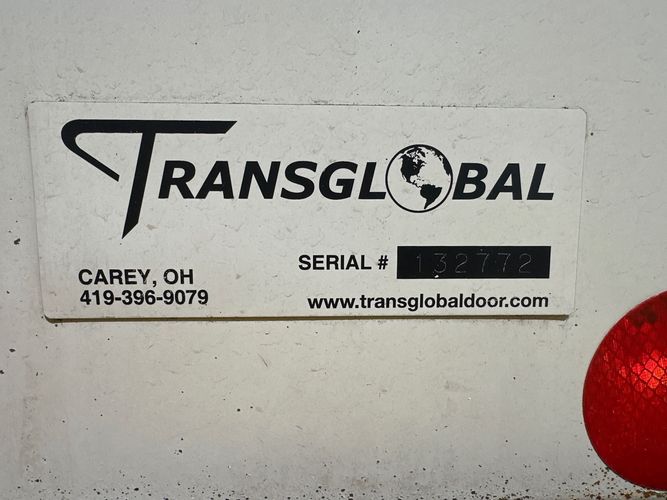 TRANSGLOBAL
SERIAL # 132772
CAREY, OH
419-396-9079
www.transglobaldoor.com